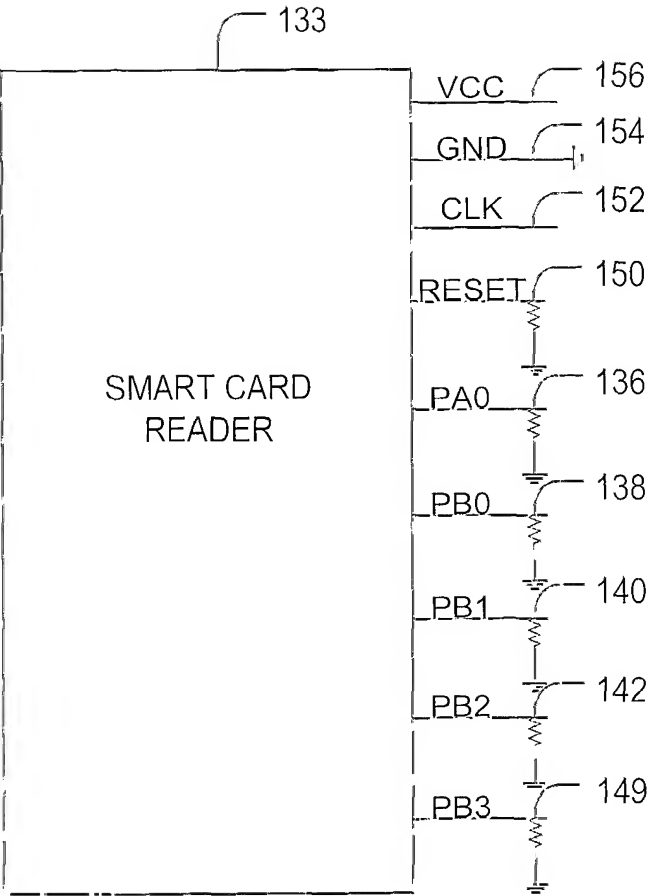 133
VCC 156
GND 154
CLK 152
RESET 150
SMART CARD
READER
PA0 136
PB0 138
PB1 140
PB2 142
PB3 149